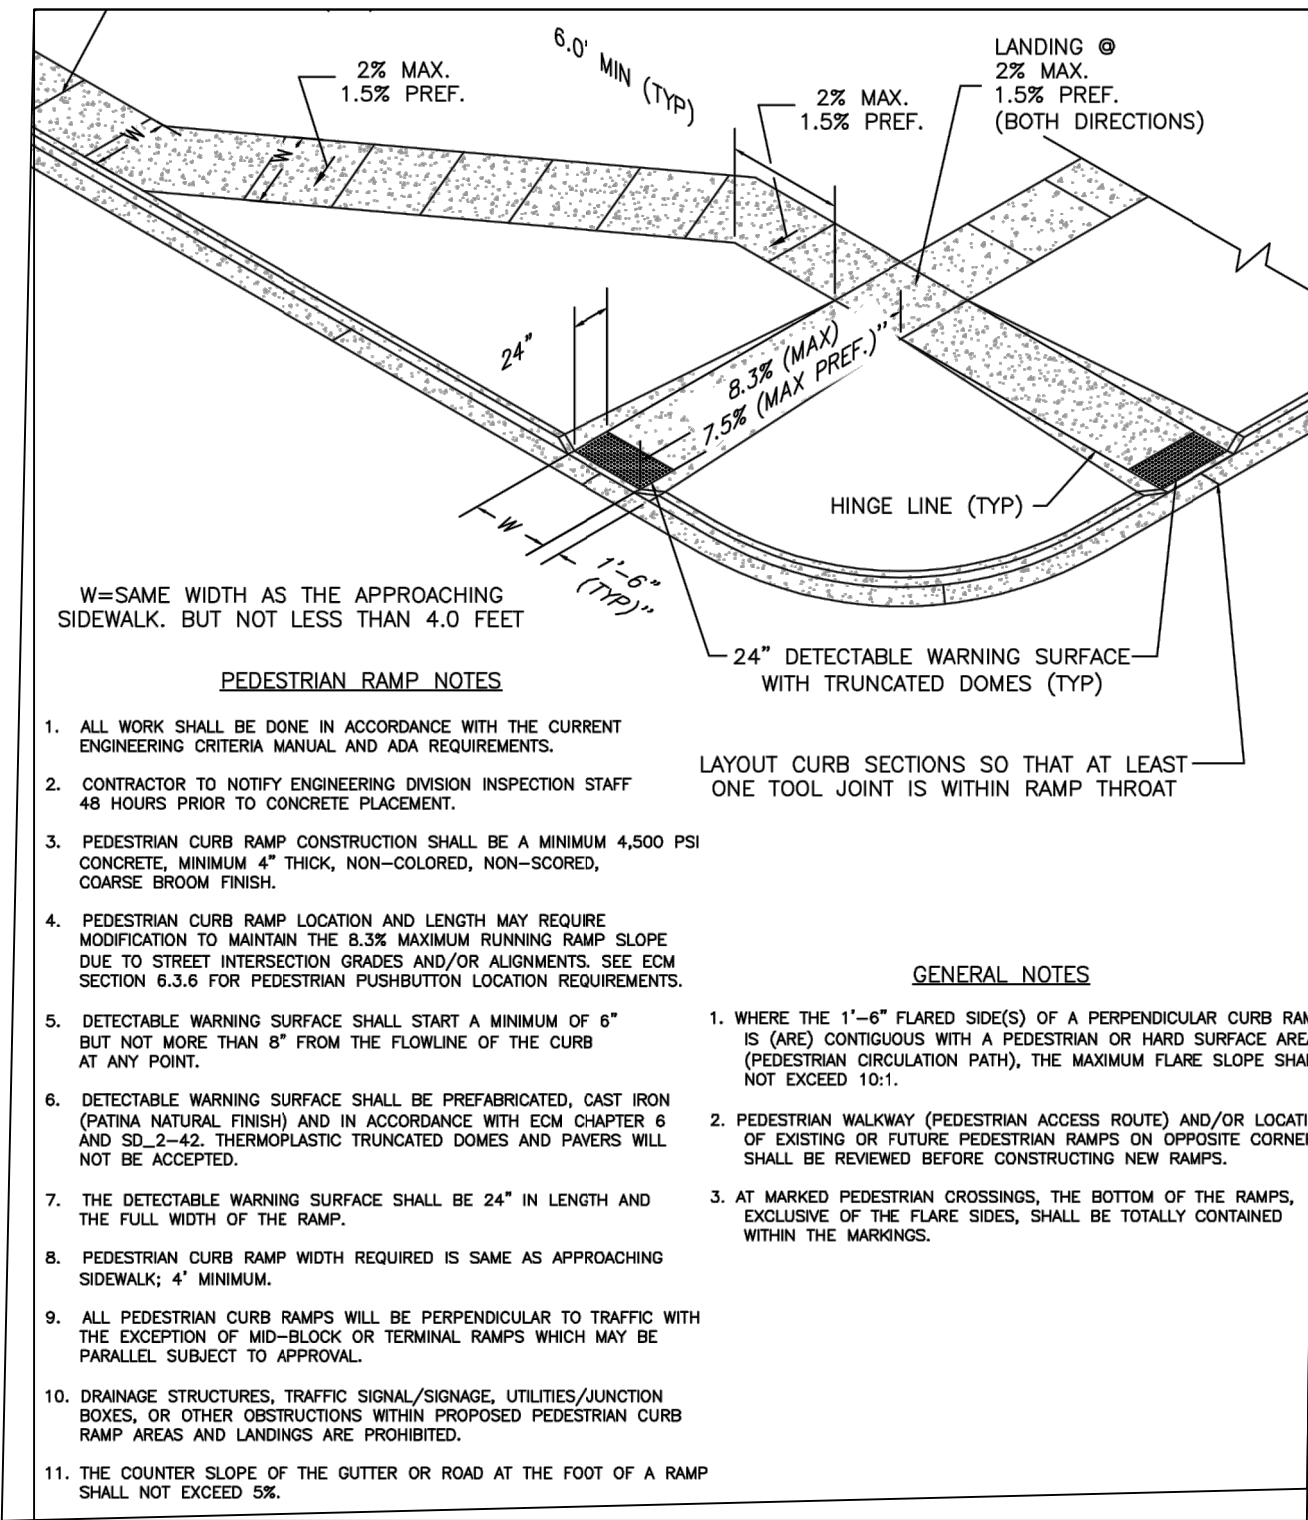 6.0' MIN (TYP)
2% MAX.
1.5% PREF.
2% MAX.
1.5% PREF.
LANDING @
2% MAX.
1.5% PREF.
(BOTH DIRECTIONS)
W
W
24"
8.3% (MAX)
7.5% (MAX PREF.)"
HINGE LINE (TYP)
W
1'-6"
(TYP)"
W=SAME WIDTH AS THE APPROACHING
SIDEWALK. BUT NOT LESS THAN 4.0 FEET
24" DETECTABLE WARNING SURFACE
WITH TRUNCATED DOMES (TYP)
LAYOUT CURB SECTIONS SO THAT AT LEAST
ONE TOOL JOINT IS WITHIN RAMP THROAT
PEDESTRIAN RAMP NOTES
1. ALL WORK SHALL BE DONE IN ACCORDANCE WITH THE CURRENT
ENGINEERING CRITERIA MANUAL AND ADA REQUIREMENTS.
2. CONTRACTOR TO NOTIFY ENGINEERING DIVISION INSPECTION STAFF
48 HOURS PRIOR TO CONCRETE PLACEMENT.
3. PEDESTRIAN CURB RAMP CONSTRUCTION SHALL BE A MINIMUM 4,500 PSI
CONCRETE, MINIMUM 4" THICK, NON-COLORED, NON-SCORED,
COARSE BROOM FINISH.
4. PEDESTRIAN CURB RAMP LOCATION AND LENGTH MAY REQUIRE
MODIFICATION TO MAINTAIN THE 8.3% MAXIMUM RUNNING RAMP SLOPE
DUE TO STREET INTERSECTION GRADES AND/OR ALIGNMENTS. SEE ECM
SECTION 6.3.6 FOR PEDESTRIAN PUSHBUTTON LOCATION REQUIREMENTS.
5. DETECTABLE WARNING SURFACE SHALL START A MINIMUM OF 6"
BUT NOT MORE THAN 8" FROM THE FLOWLINE OF THE CURB
AT ANY POINT.
6. DETECTABLE WARNING SURFACE SHALL BE PREFABRICATED, CAST IRON
(PATINA NATURAL FINISH) AND IN ACCORDANCE WITH ECM CHAPTER 6
AND SD_2-42. THERMOPLASTIC TRUNCATED DOMES AND PAVERS WILL
NOT BE ACCEPTED.
7. THE DETECTABLE WARNING SURFACE SHALL BE 24" IN LENGTH AND
THE FULL WIDTH OF THE RAMP.
8. PEDESTRIAN CURB RAMP WIDTH REQUIRED IS SAME AS APPROACHING
SIDEWALK; 4' MINIMUM.
9. ALL PEDESTRIAN CURB RAMPS WILL BE PERPENDICULAR TO TRAFFIC WITH
THE EXCEPTION OF MID-BLOCK OR TERMINAL RAMPS WHICH MAY BE
PARALLEL SUBJECT TO APPROVAL.
10. DRAINAGE STRUCTURES, TRAFFIC SIGNAL/SIGNAGE, UTILITIES/JUNCTION
BOXES, OR OTHER OBSTRUCTIONS WITHIN PROPOSED PEDESTRIAN CURB
RAMP AREAS AND LANDINGS ARE PROHIBITED.
11. THE COUNTER SLOPE OF THE GUTTER OR ROAD AT THE FOOT OF A RAMP
SHALL NOT EXCEED 5%.
GENERAL NOTES
1. WHERE THE 1'-6" FLARED SIDE(S) OF A PERPENDICULAR CURB RAM
IS (ARE) CONTIGUOUS WITH A PEDESTRIAN OR HARD SURFACE ARE
(PEDESTRIAN CIRCULATION PATH), THE MAXIMUM FLARE SLOPE SHA
NOT EXCEED 10:1.
2. PEDESTRIAN WALKWAY (PEDESTRIAN ACCESS ROUTE) AND/OR LOCATI
OF EXISTING OR FUTURE PEDESTRIAN RAMPS ON OPPOSITE CORNE
SHALL BE REVIEWED BEFORE CONSTRUCTING NEW RAMPS.
3. AT MARKED PEDESTRIAN CROSSINGS, THE BOTTOM OF THE RAMPS,
EXCLUSIVE OF THE FLARE SIDES, SHALL BE TOTALLY CONTAINED
WITHIN THE MARKINGS.